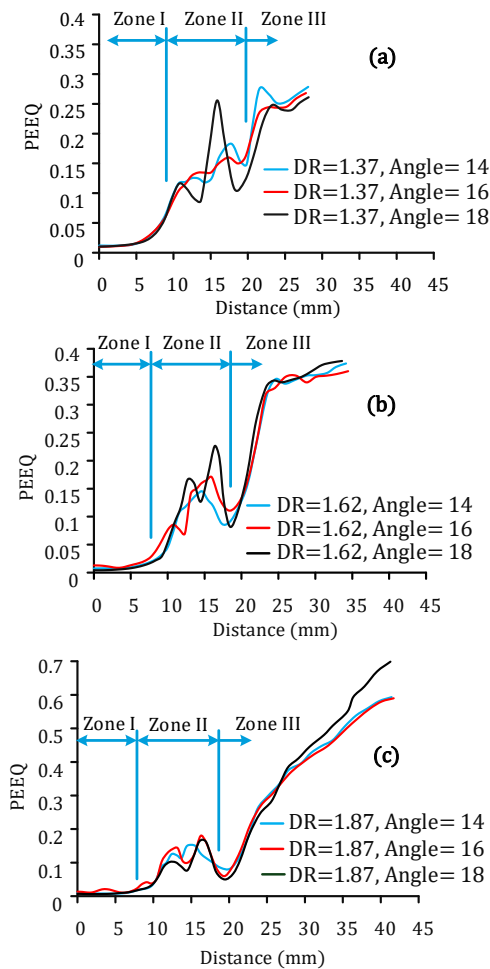 0.4
Zone I Zone II Zone III
0.35
(a)
0.3
0.25
PEEQ
0.2
DR=1.37, Angle= 14
0.15
DR=1.37, Angle= 16
0.1
DR=1.37, Angle= 18
0.05
0
0 5 10 15 20 25 30 35 40 45
Distance (mm)
0.4
Zone I Zone II Zone III
0.35
(b)
0.3
0.25
PEEQ
0.2
0.15
DR=1.62, Angle= 14
0.1
DR=1.62, Angle= 16
0.05
DR=1.62, Angle= 18
0
0 5 10 15 20 25 30 35 40 45
Distance (mm)
0.7
0.6
Zone I Zone II Zone III
0.5
(c)
0.4
PEEQ
0.3
DR=1.87, Angle= 14
0.2
DR=1.87, Angle= 16
0.1
DR=1.87, Angle= 18
0
0 5 10 15 20 25 30 35 40 45
Distance (mm)